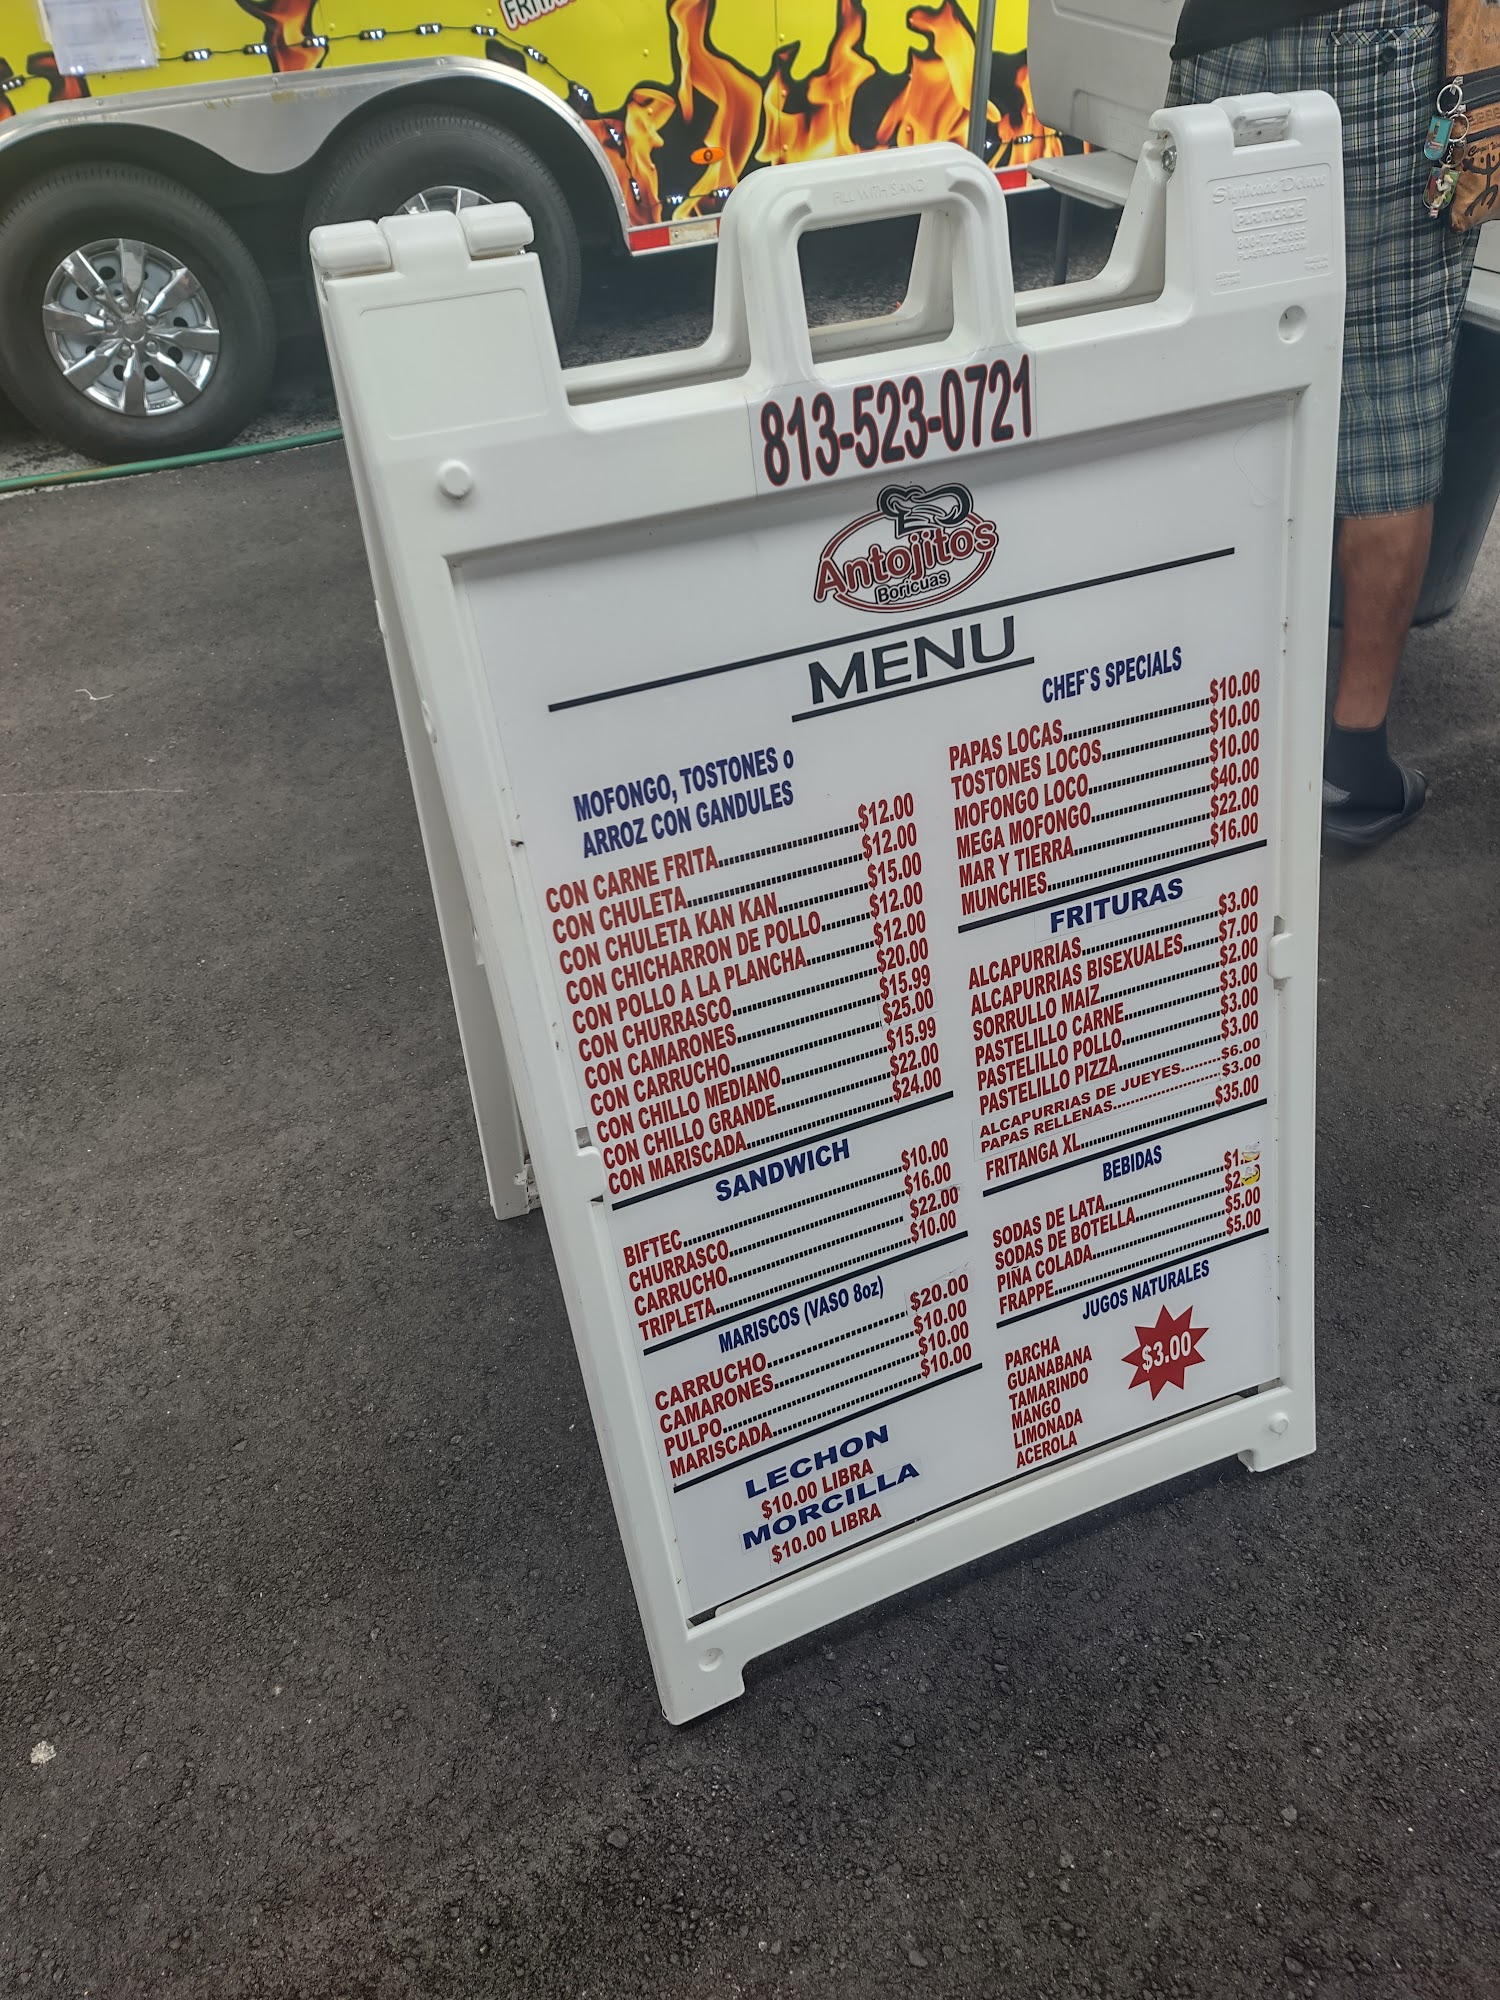 FILL WITH SAND
Signicade Deluxe
PLASTICADE
813-523-0721
Antojitos
Boricuas
MENU
MOFONGO, TOSTONES o
ARROZ CON GANDULES
CON CARNE FRITA $12.00
CON CHULETA $12.00
CON CHULETA KAN KAN $15.00
CON CHICHARRON DE POLLO $12.00
CON POLLO A LA PLANCHA $12.00
CON CHURRASCO $20.00
CON CAMARONES $15.99
CON CARRUCHO $25.00
CON CHILLO MEDIANO $15.99
CON CHILLO GRANDE $22.00
CON MARISCADA $24.00
SANDWICH
BIFTEC $10.00
CHURRASCO $16.00
CARRUCHO $22.00
TRIPLETA $10.00
MARISCOS (VASO 8oz)
CARRUCHO $20.00
CAMARONES $10.00
PULPO $10.00
MARISCADA $10.00
LECHON
$10.00 LIBRA
MORCILLA
$10.00 LIBRA
CHEF`S SPECIALS
PAPAS LOCAS $10.00
TOSTONES LOCOS $10.00
MOFONGO LOCO $10.00
MEGA MOFONGO $40.00
MAR Y TIERRA $22.00
MUNCHIES $16.00
FRITURAS
ALCAPURRIAS $3.00
ALCAPURRIAS BISEXUALES $7.00
SORRULLO MAIZ $2.00
PASTELILLO CARNE $3.00
PASTELILLO POLLO $3.00
PASTELILLO PIZZA $3.00
ALCAPURRIAS DE JUEYES $6.00
PAPAS RELLENAS $3.00
FRITANGA XL $35.00
BEBIDAS
SODAS DE LATA $1.
SODAS DE BOTELLA $2.
PIÑA COLADA $5.00
FRAPPE $5.00
JUGOS NATURALES
PARCHA
GUANABANA
TAMARINDO
MANGO
LIMONADA
ACEROLA
$3.00